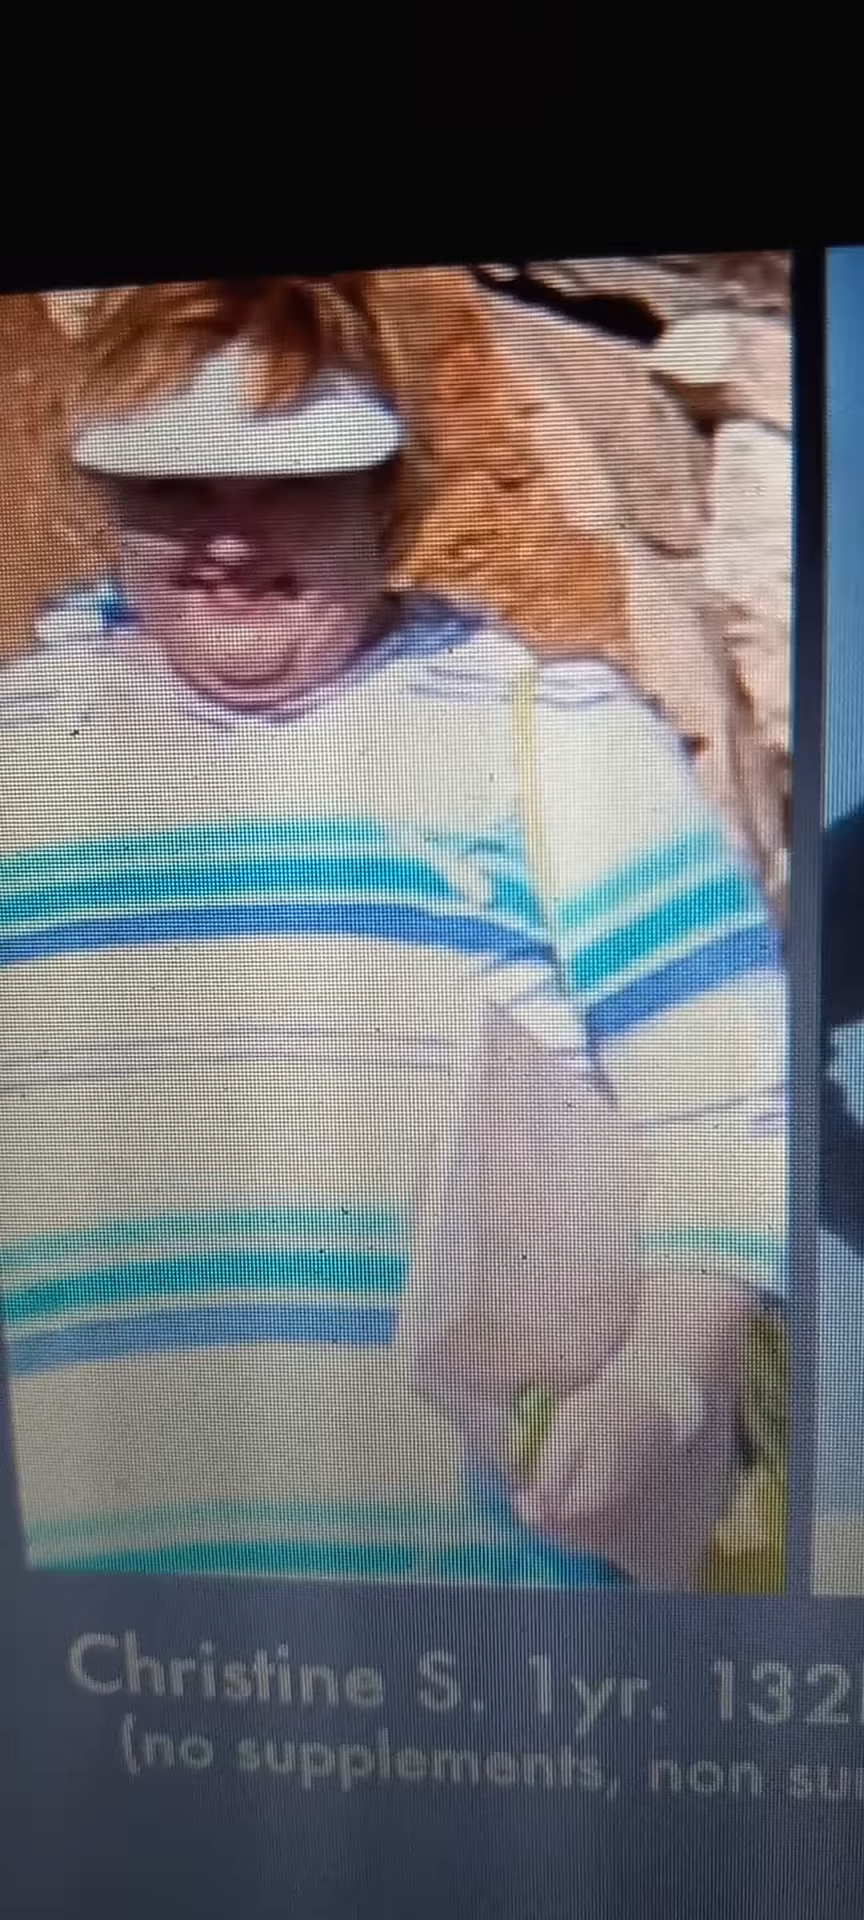 Christine S. 1yr. 132
(no supplements, non